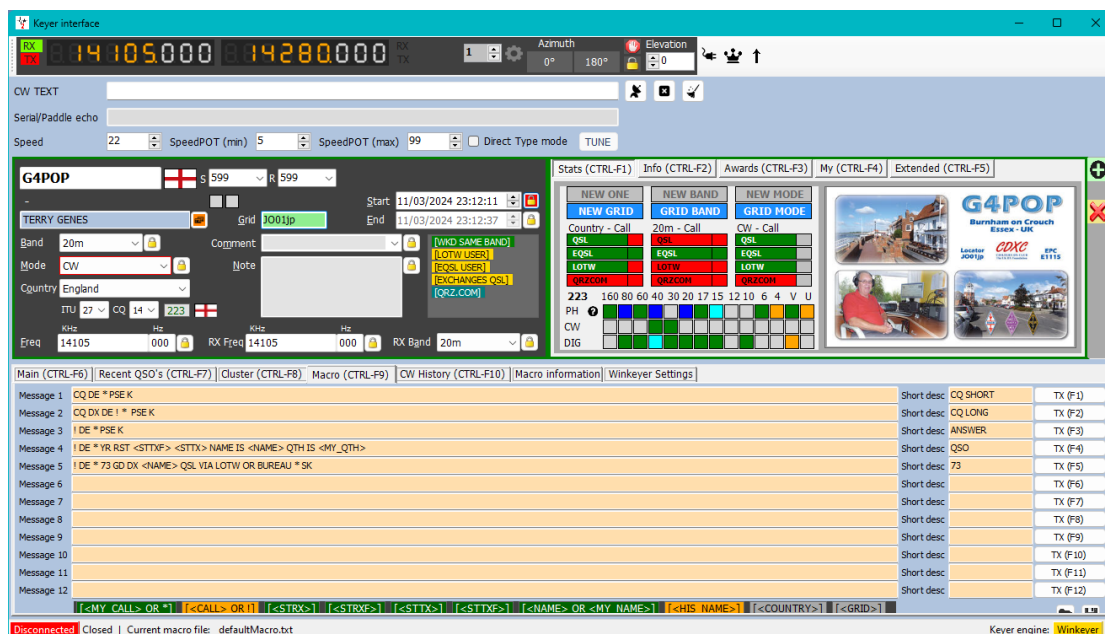 Keyer interface
RX TX 14105.000 14280.000 RX TX 1 Azimuth 0° 180° Elevation 0
CW TEXT
Serial/Paddle echo
Speed 22 SpeedPOT (min) 5 SpeedPOT (max) 99 Direct Type mode TUNE
G4POP S 599 R 599
- Start 11/03/2024 23:12:11
TERRY GENES Grid JO01jp End 11/03/2024 23:12:37
Band 20m Comment
Mode CW Note
Country England
ITU 27 CQ 14 223
[WKD SAME BAND]
[LOTW USER]
[EQSL USER]
[EXCHANGES QSL]
[QRZ.COM]
KHz Hz KHz Hz
Freq 14105 000 RX Freq 14105 000 RX Band 20m
Stats (CTRL-F1) Info (CTRL-F2) Awards (CTRL-F3) My (CTRL-F4) Extended (CTRL-F5)
NEW ONE NEW BAND NEW MODE
NEW GRID GRID BAND GRID MODE
Country - Call 20m - Call CW - Call
QSL QSL QSL
EQSL EQSL EQSL
LOTW LOTW LOTW
QRZCOM QRZCOM QRZCOM
223 160 80 60 40 30 20 17 15 12 10 6 4 V U
PH ?
CW
DIG
G4POP
Burnham on Crouch
Essex - UK
Locator JO01jp CDXC EPC E1115
Main (CTRL-F6) Recent QSO's (CTRL-F7) Cluster (CTRL-F8) Macro (CTRL-F9) CW History (CTRL-F10) Macro information Winkeyer Settings
Message 1 CQ DE * PSE K Short desc CQ SHORT TX (F1)
Message 2 CQ DX DE ! * PSE K Short desc CQ LONG TX (F2)
Message 3 ! DE * PSE K Short desc ANSWER TX (F3)
Message 4 ! DE * YR RST <STTXF> <STTX> NAME IS <NAME> QTH IS <MY_QTH> Short desc QSO TX (F4)
Message 5 ! DE * 73 GD DX <NAME> QSL VIA LOTW OR BUREAU * SK Short desc 73 TX (F5)
Message 6 Short desc TX (F6)
Message 7 Short desc TX (F7)
Message 8 Short desc TX (F8)
Message 9 Short desc TX (F9)
Message 10 Short desc TX (F10)
Message 11 Short desc TX (F11)
Message 12 Short desc TX (F12)
[<MY_CALL> OR *] [<CALL> OR !] [<STRX>] [<STRXF>] [<STTX>] [<STTXF>] [<NAME> OR <MY_NAME>] [<HIS_NAME>] [<COUNTRY>] [<GRID>]
Disconnected Closed | Current macro file: defaultMacro.txt Keyer engine: Winkeyer